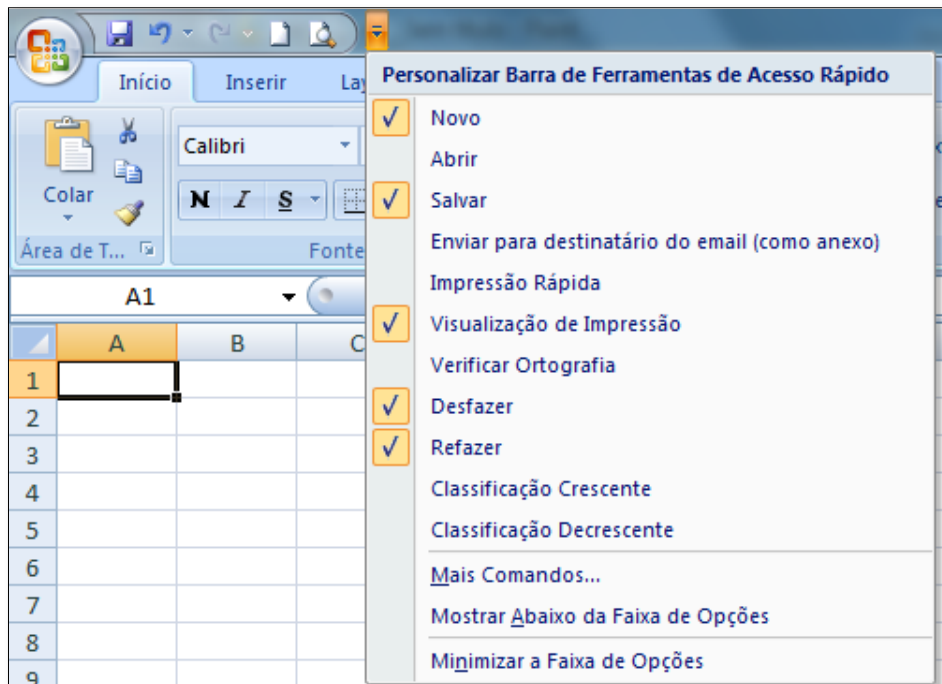 Início Inserir
Personalizar Barra de Ferramentas de Acesso Rápido
Colar
Calibri
N I S
Área de T... Fonte
A1
A B C
1
2
3
4
5
6
7
8
9
Novo
Abrir
Salvar
Enviar para destinatário do email (como anexo)
Impressão Rápida
Visualização de Impressão
Verificar Ortografia
Desfazer
Refazer
Classificação Crescente
Classificação Decrescente
Mais Comandos...
Mostrar Abaixo da Faixa de Opções
Minimizar a Faixa de Opções